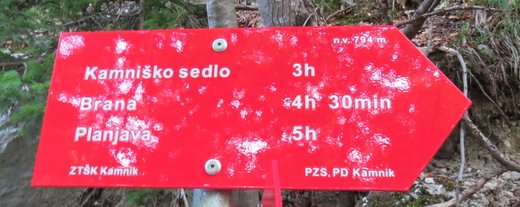 n.v. 794 m
Kamniško sedlo 3h
Brana 4h 30min
Planjava 5h
ZTŠK Kamnik PZS, PD Kamnik